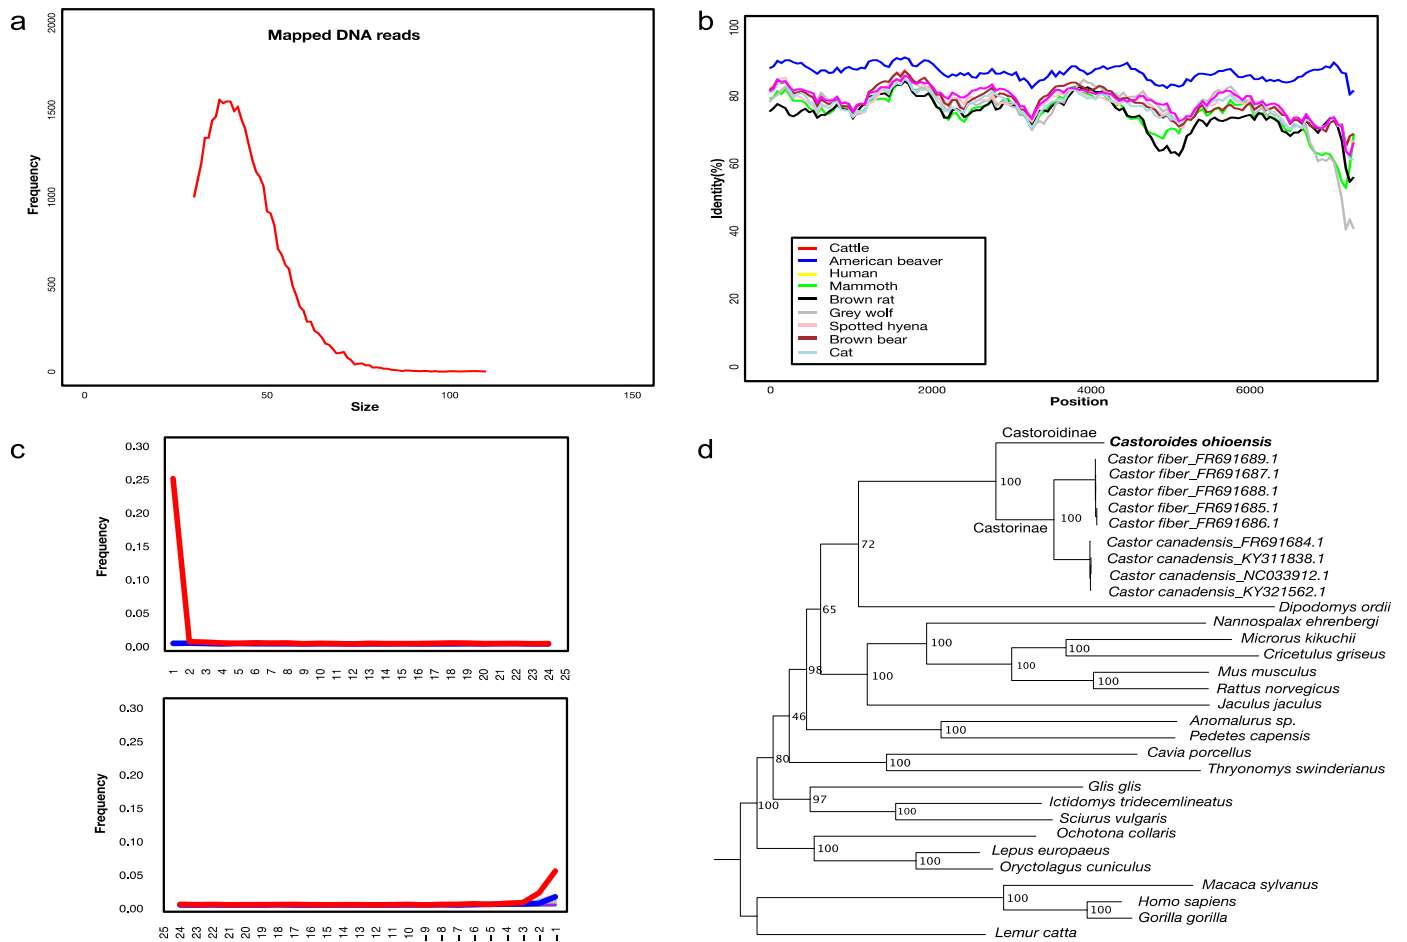 a
Mapped DNA reads
Frequency
2000
1500
1000
500
0
0 50 100 150
Size
b
Identity(%)
100
80
60
40
20
0
Cattle
American beaver
Human
Mammoth
Brown rat
Grey wolf
Spotted hyena
Brown bear
Cat
0 2000 4000 6000
Position
c
Frequency
0.30
0.25
0.20
0.15
0.10
0.05
0.00
1 2 3 4 5 6 7 8 9 10 11 12 13 14 15 16 17 18 19 20 21 22 23 24 25
Frequency
0.30
0.25
0.20
0.15
0.10
0.05
0.00
25 24 23 22 21 20 19 18 17 16 15 14 13 12 11 10 −9 −8 −7 −6 −5 −4 −3 −2 −1
d
Castoroidinae
Castoroides ohioensis
Castor fiber_FR691689.1
Castor fiber_FR691687.1
100
Castor fiber_FR691688.1
Castor fiber_FR691685.1
100
Castor fiber_FR691686.1
Castorinae
Castor canadensis_FR691684.1
72
Castor canadensis_KY311838.1
Castor canadensis_NC033912.1
Castor canadensis_KY321562.1
Dipodomys ordii
65
Nannospalax ehrenbergi
100
Microrus kikuchii
100
Cricetulus griseus
100
98
Mus musculus
100
100
Rattus norvegicus
Jaculus jaculus
46
Anomalurus sp.
100
Pedetes capensis
Cavia porcellus
80
100
Thryonomys swinderianus
Glis glis
97
100
Ictidomys tridecemlineatus
100
Sciurus vulgaris
Ochotona collaris
100
Lepus europaeus
100
Oryctolagus cuniculus
Macaca sylvanus
100
Homo sapiens
100
Gorilla gorilla
Lemur catta